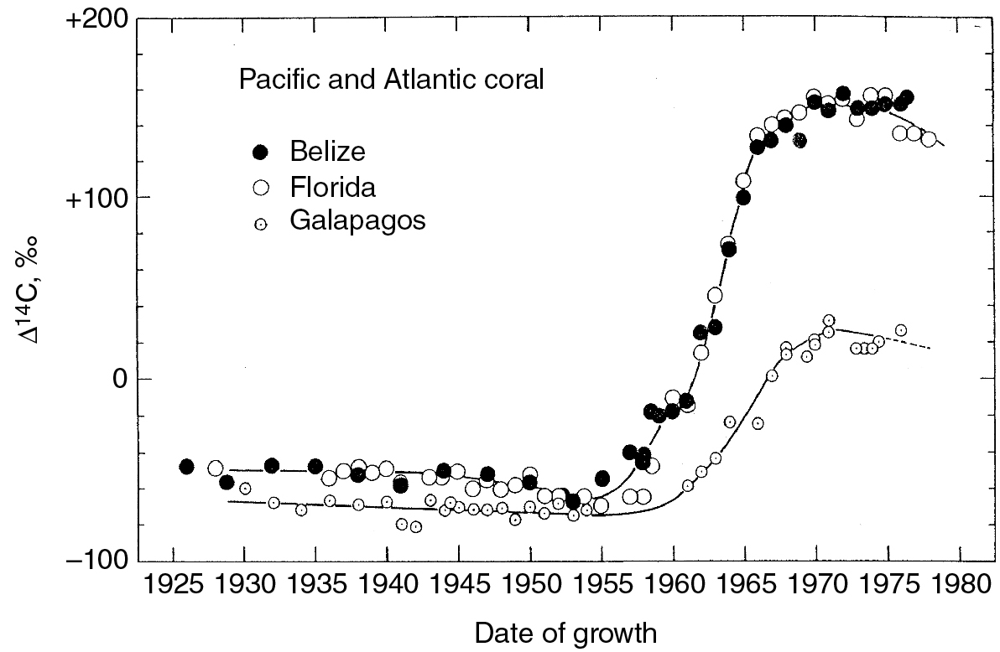 +200
Pacific and Atlantic coral
Belize
Florida
+100
Galapagos
Δ¹⁴C, ‰
0
–100
1925 1930 1935 1940 1945 1950 1955 1960 1965 1970 1975 1980
Date of growth